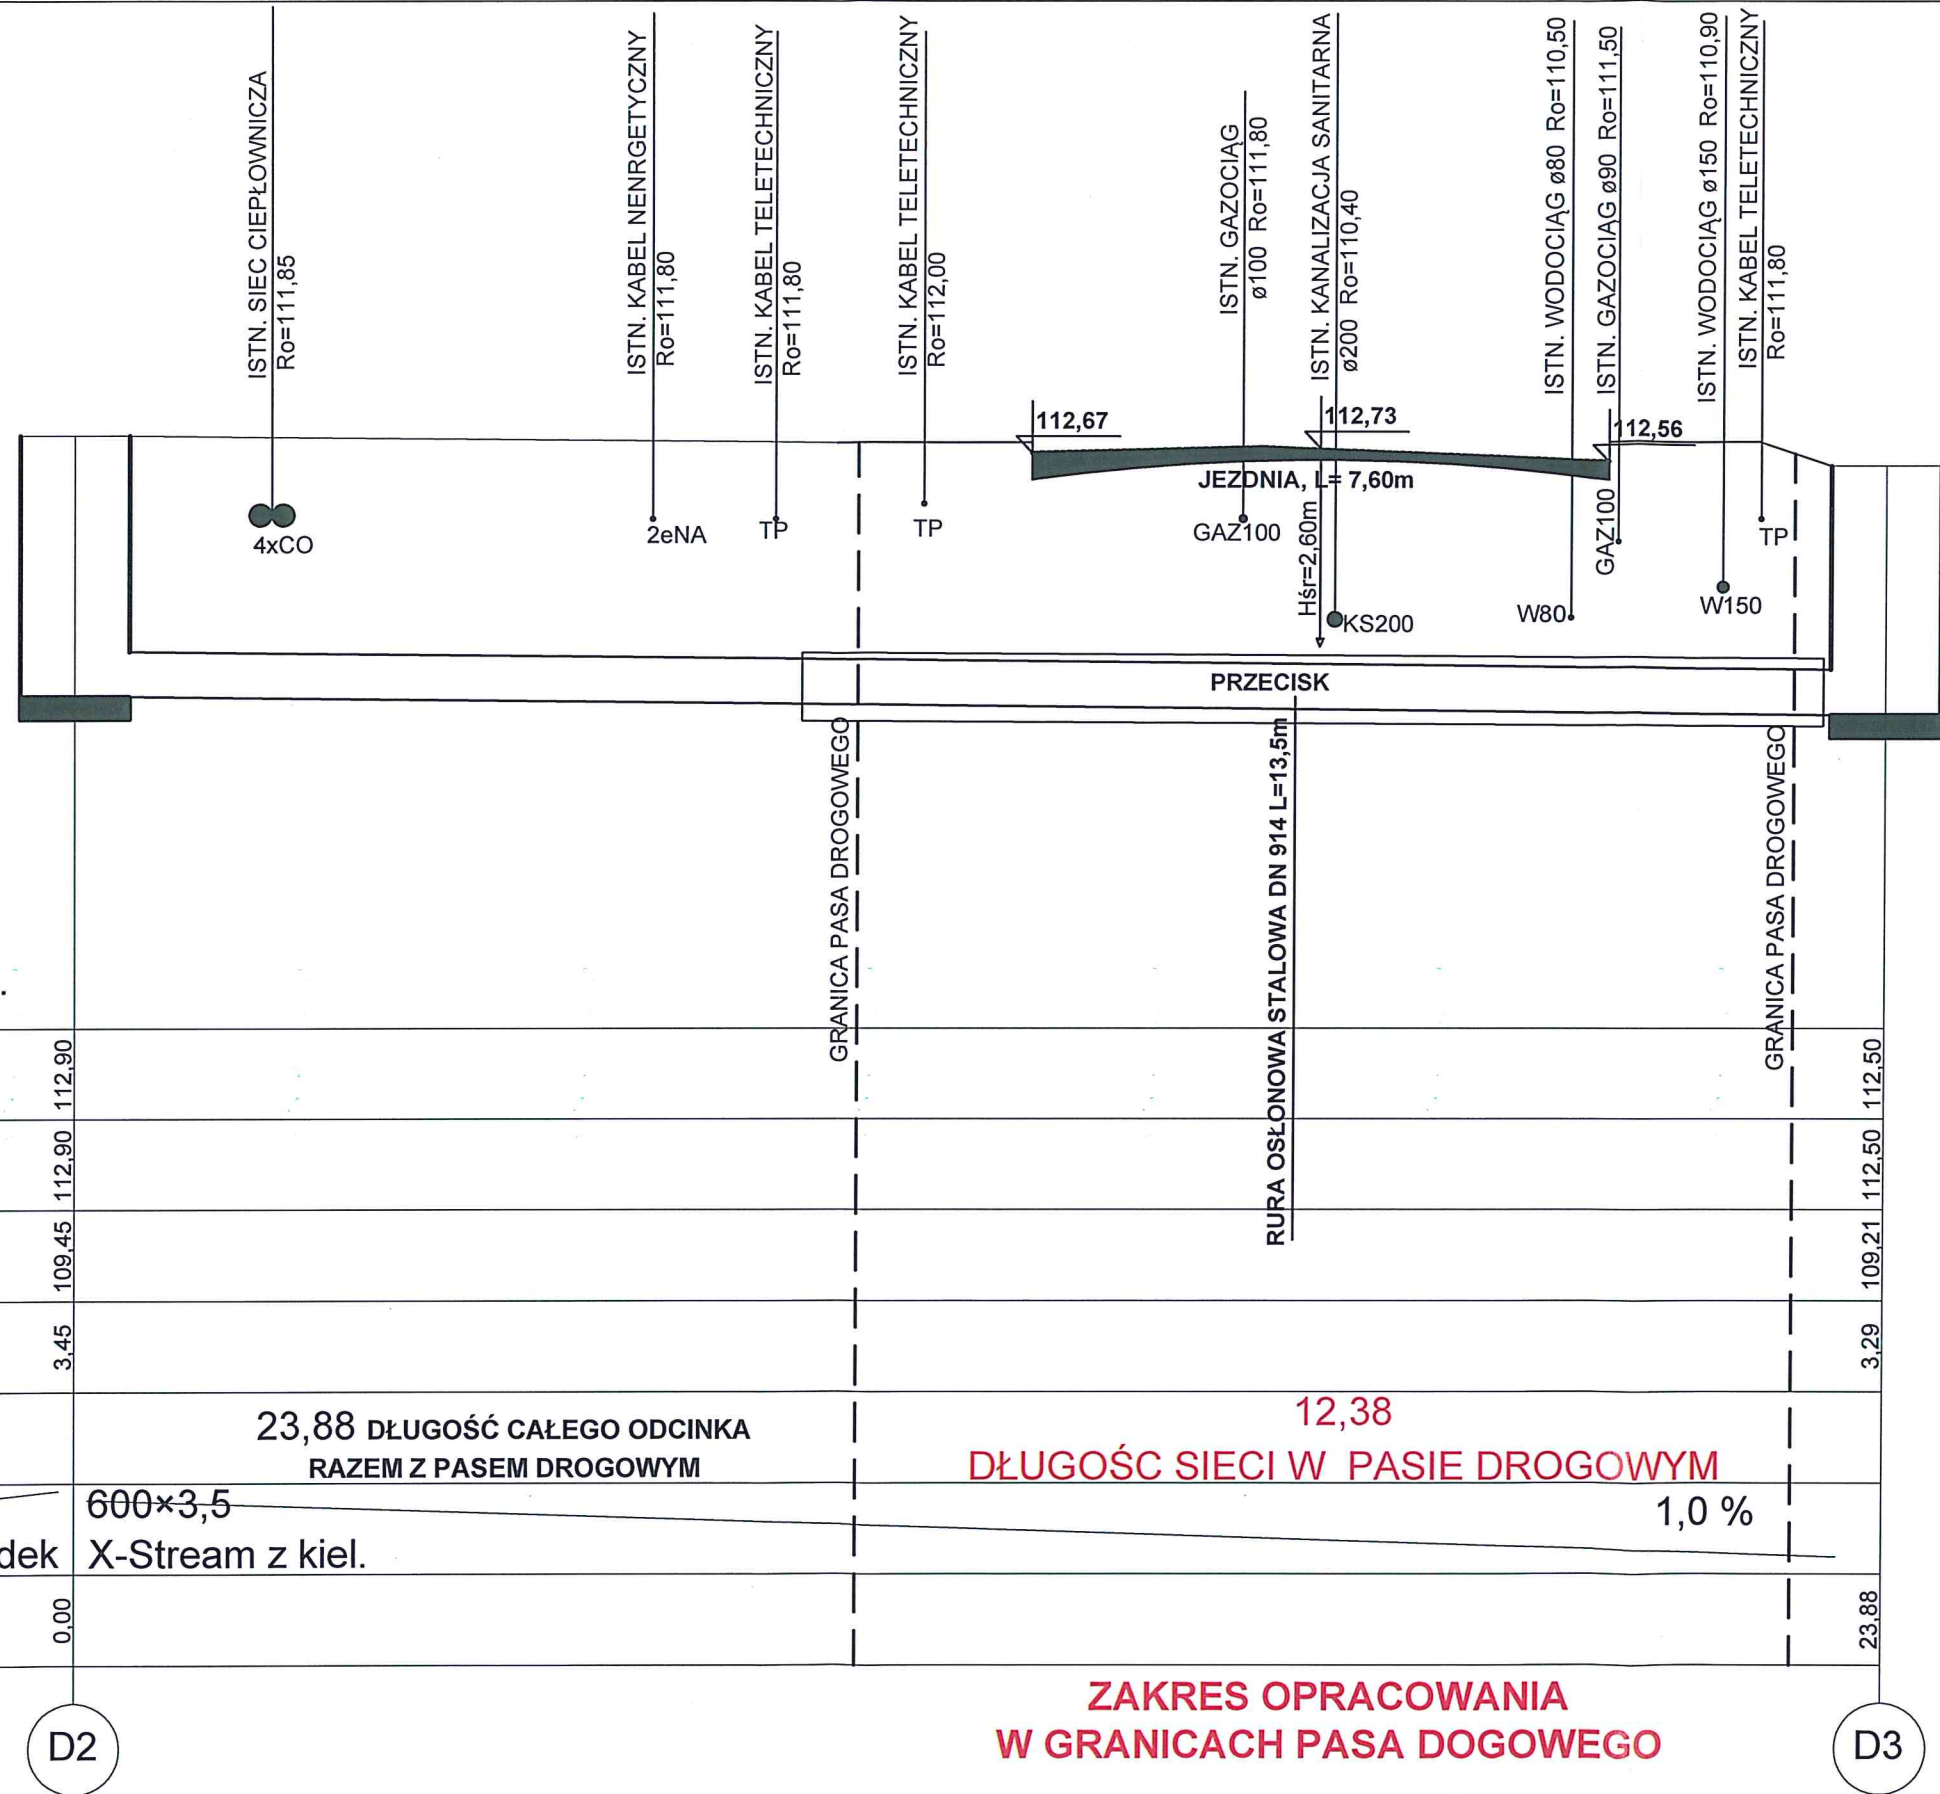 ISTN. SIEC CIEPŁOWNICZA
Ro=111,85
ISTN. KABEL NENRGETYCZNY
Ro=111,80
ISTN. KABEL TELETECHNICZNY
Ro=111,80
ISTN. KABEL TELETECHNICZNY
Ro=112,00
ISTN. GAZOCIĄG
ø100 Ro=111,80
ISTN. KANALIZACJA SANITARNA
ø200 Ro=110,40
ISTN. WODOCIĄG ø80 Ro=110,50
ISTN. GAZOCIĄG ø90 Ro=111,50
ISTN. WODOCIĄG ø150 Ro=110,90
ISTN. KABEL TELETECHNICZNY
Ro=111,80
112,67
112,73
112,56
JEZDNIA, L= 7,60m
4xCO
2eNA
TP
TP
GAZ100
Hśr=2,60m
KS200
W80
GAZ100
W150
TP
PRZECISK
GRANICA PASA DROGOWEGO
RURA OSŁONOWA STALOWA DN 914 L=13,5m
GRANICA PASA DROGOWEGO
112,90
112,50
112,90
112,50
109,45
109,21
3,45
3,29
23,88 DŁUGOŚĆ CAŁEGO ODCINKA
RAZEM Z PASEM DROGOWYM
12,38
DŁUGOŚC SIECI W PASIE DROGOWYM
600×3,5
1,0 %
dek X-Stream z kiel.
0,00
23,88
ZAKRES OPRACOWANIA
W GRANICACH PASA DOGOWEGO
D2
D3